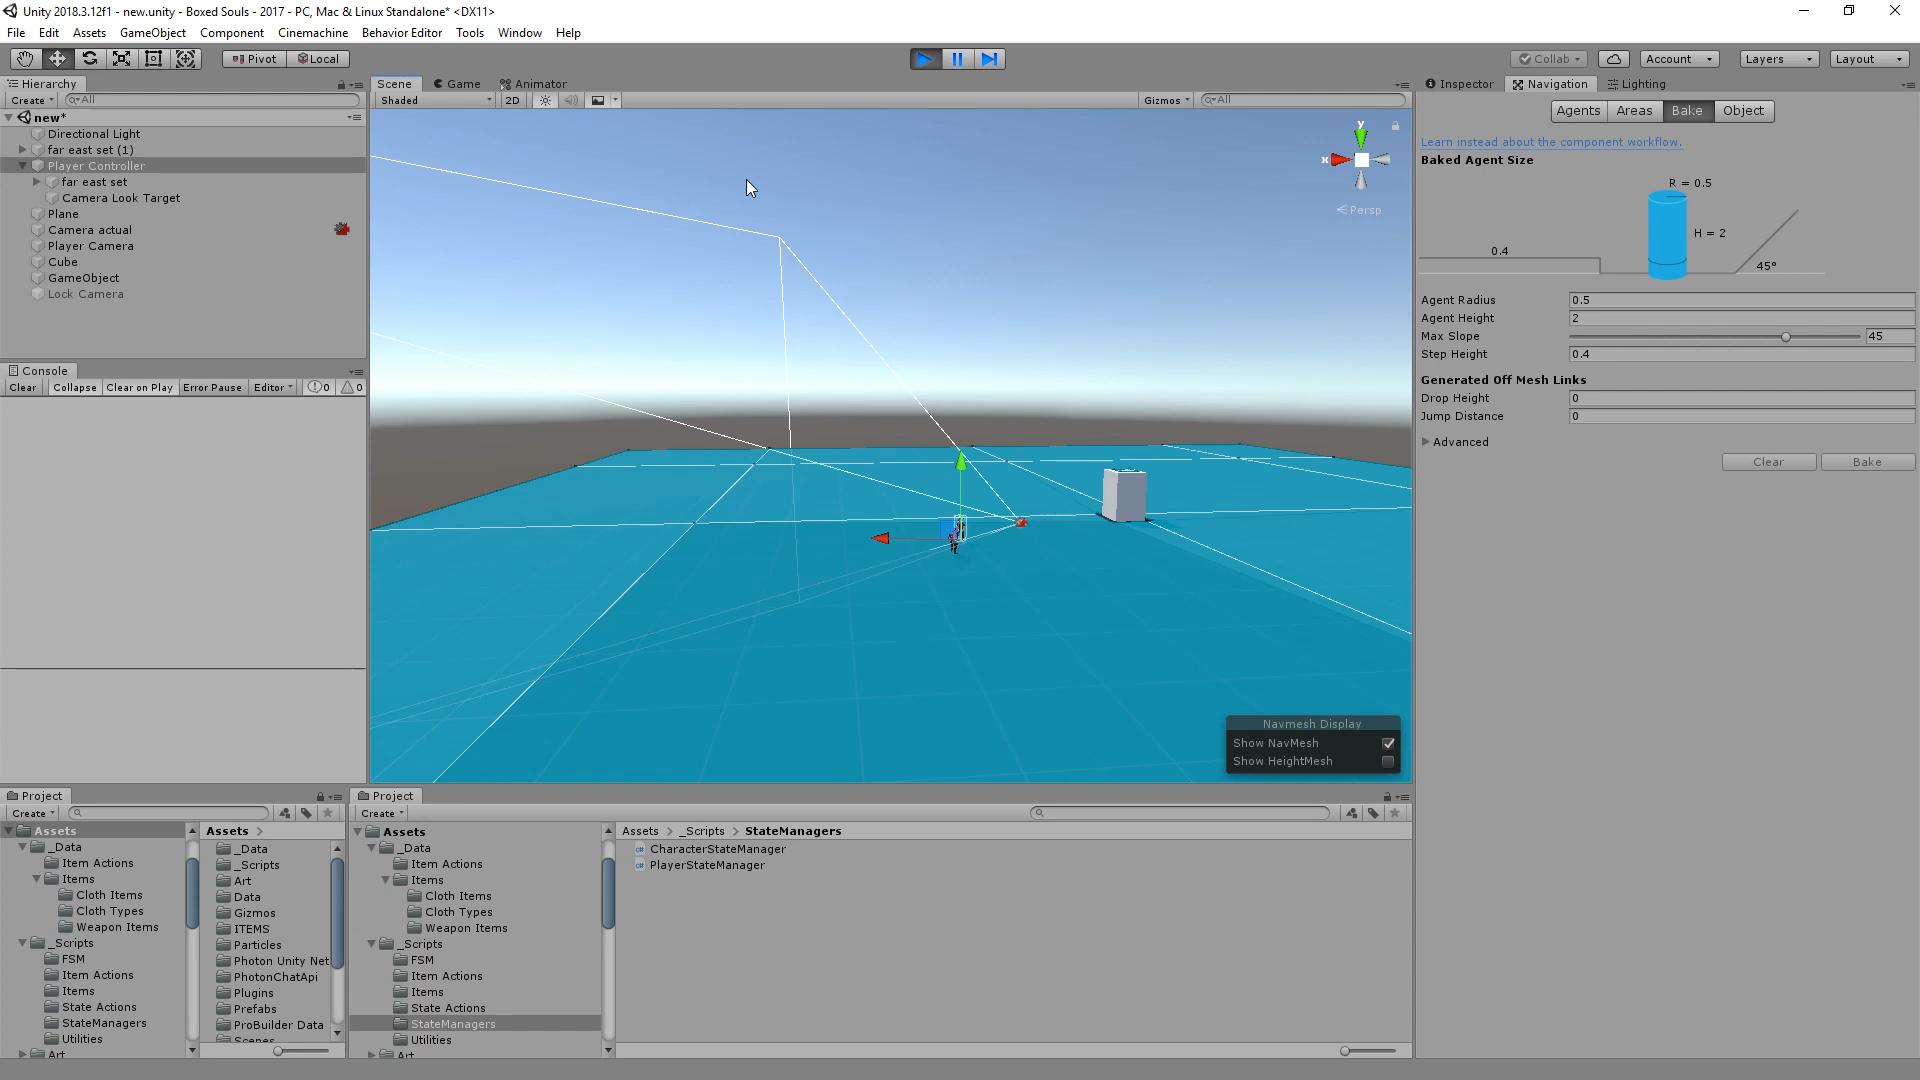 Unity 2018.3.12f1 - new.unity - Boxed Souls - 2017 - PC, Mac & Linux Standalone* <DX11>
File Edit Assets GameObject Component Cinemachine Behavior Editor Tools Window Help
Pivot Local Collab Account Layers Layout
Hierarchy
Create All
new*
Directional Light
far east set (1)
Player Controller
far east set
Camera Look Target
Plane
Camera actual
Player Camera
Cube
GameObject
Lock Camera
Console
Clear Collapse Clear on Play Error Pause Editor 0 0
Scene Game Animator
Shaded 2D Gizmos All
y
x
Persp
Navmesh Display
Show NavMesh
Show HeightMesh
Inspector Navigation Lighting
Agents Areas Bake Object
Learn instead about the component workflow.
Baked Agent Size
R = 0.5
H = 2
0.4
45°
Agent Radius 0.5
Agent Height 2
Max Slope 45
Step Height 0.4
Generated Off Mesh Links
Drop Height 0
Jump Distance 0
Advanced
Clear Bake
Project
Create
Assets
_Data
Item Actions
Items
Cloth Items
Cloth Types
Weapon Items
_Scripts
FSM
Item Actions
Items
State Actions
StateManagers
Utilities
Art
Assets
_Data
_Scripts
Art
Data
Gizmos
ITEMS
Particles
Photon Unity Net
PhotonChatApi
Plugins
Prefabs
ProBuilder Data
Scenes
Project
Create
Assets
_Data
Item Actions
Items
Cloth Items
Cloth Types
Weapon Items
_Scripts
FSM
Item Actions
Items
State Actions
StateManagers
Utilities
Art
Assets > _Scripts > StateManagers
CharacterStateManager
PlayerStateManager